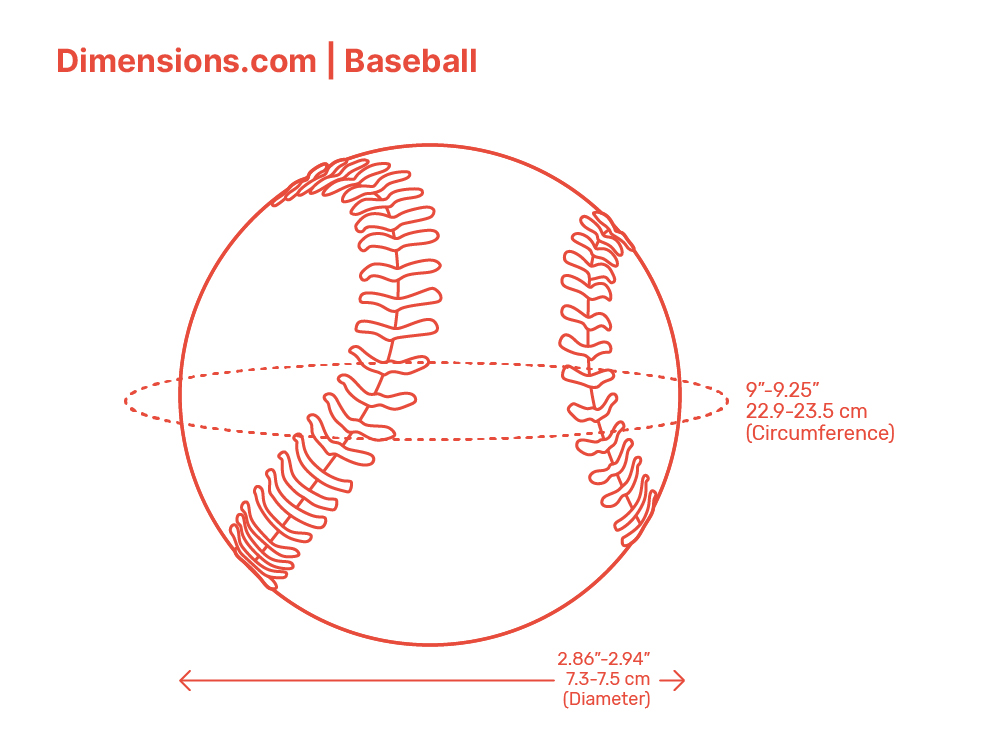 Dimensions.com | Baseball
9”-9.25”
22.9-23.5 cm
(Circumference)
2.86”-2.94”
7.3-7.5 cm
(Diameter)